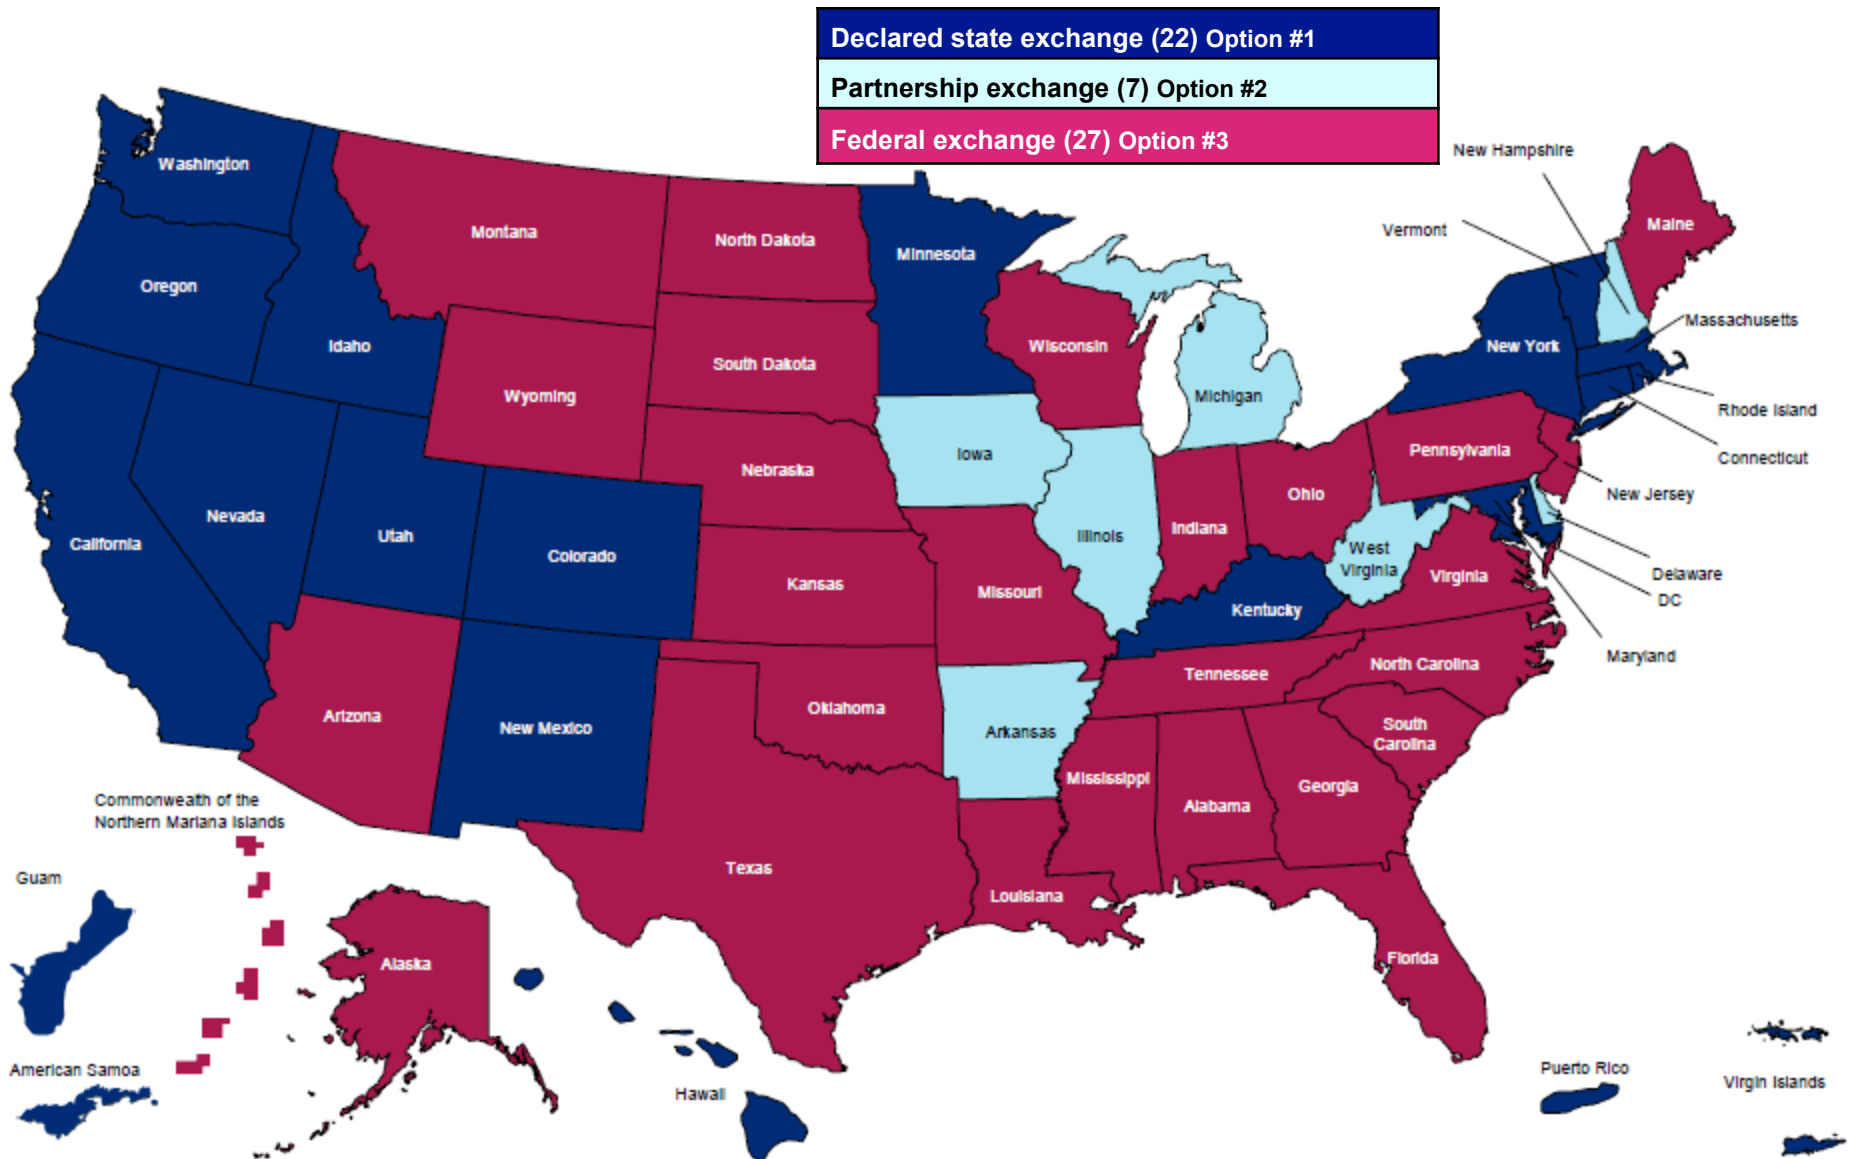 Declared state exchange (22) Option #1
Partnership exchange (7) Option #2
Federal exchange (27) Option #3
New Hampshire
Washington
Vermont
Maine
Montana
North Dakota
Minnesota
Oregon
Massachusetts
Idaho
Wisconsin
New York
South Dakota
Wyoming
Michigan
Rhode Island
Iowa
Pennsylvania
Connecticut
Nebraska
Ohio
New Jersey
Nevada
Utah
California
Colorado
Illinois
Indiana
West
Virginia
Virginia
Delaware
DC
Kansas
Missouri
Kentucky
Maryland
Tennessee
North Carolina
Arizona
New Mexico
Oklahoma
Arkansas
South
Carolina
Mississippi
Alabama
Georgia
Commonwealth of the
Northern Mariana Islands
Texas
Guam
Louisiana
Alaska
Florida
American Samoa
Hawaii
Puerto Rico
Virgin Islands